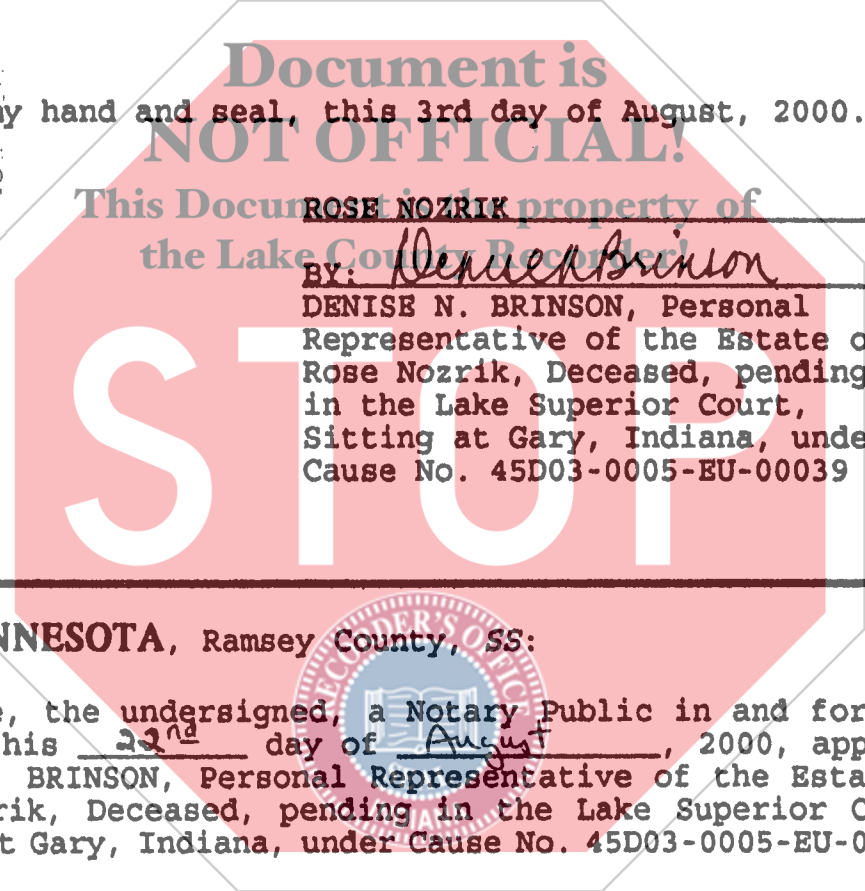 Document is
y hand and seal, this 3rd day of August, 2000.
NOT OFFICIAL!
This Document is the property of
ROSE NOZRIK
the Lake County Recorder!
BY: Denise N Brinson
DENISE N. BRINSON, Personal
Representative of the Estate o
Rose Nozrik, Deceased, pending
in the Lake Superior Court,
Sitting at Gary, Indiana, unde
Cause No. 45D03-0005-EU-00039
STOP
NNESOTA, Ramsey County, SS:
RECORDER'S OFFICE
e, the undersigned, a Notary Public in and for
his 22nd day of August, 2000, app
BRINSON, Personal Representative of the Esta
rik, Deceased, pending in the Lake Superior C
t Gary, Indiana, under Cause No. 45D03-0005-EU-0